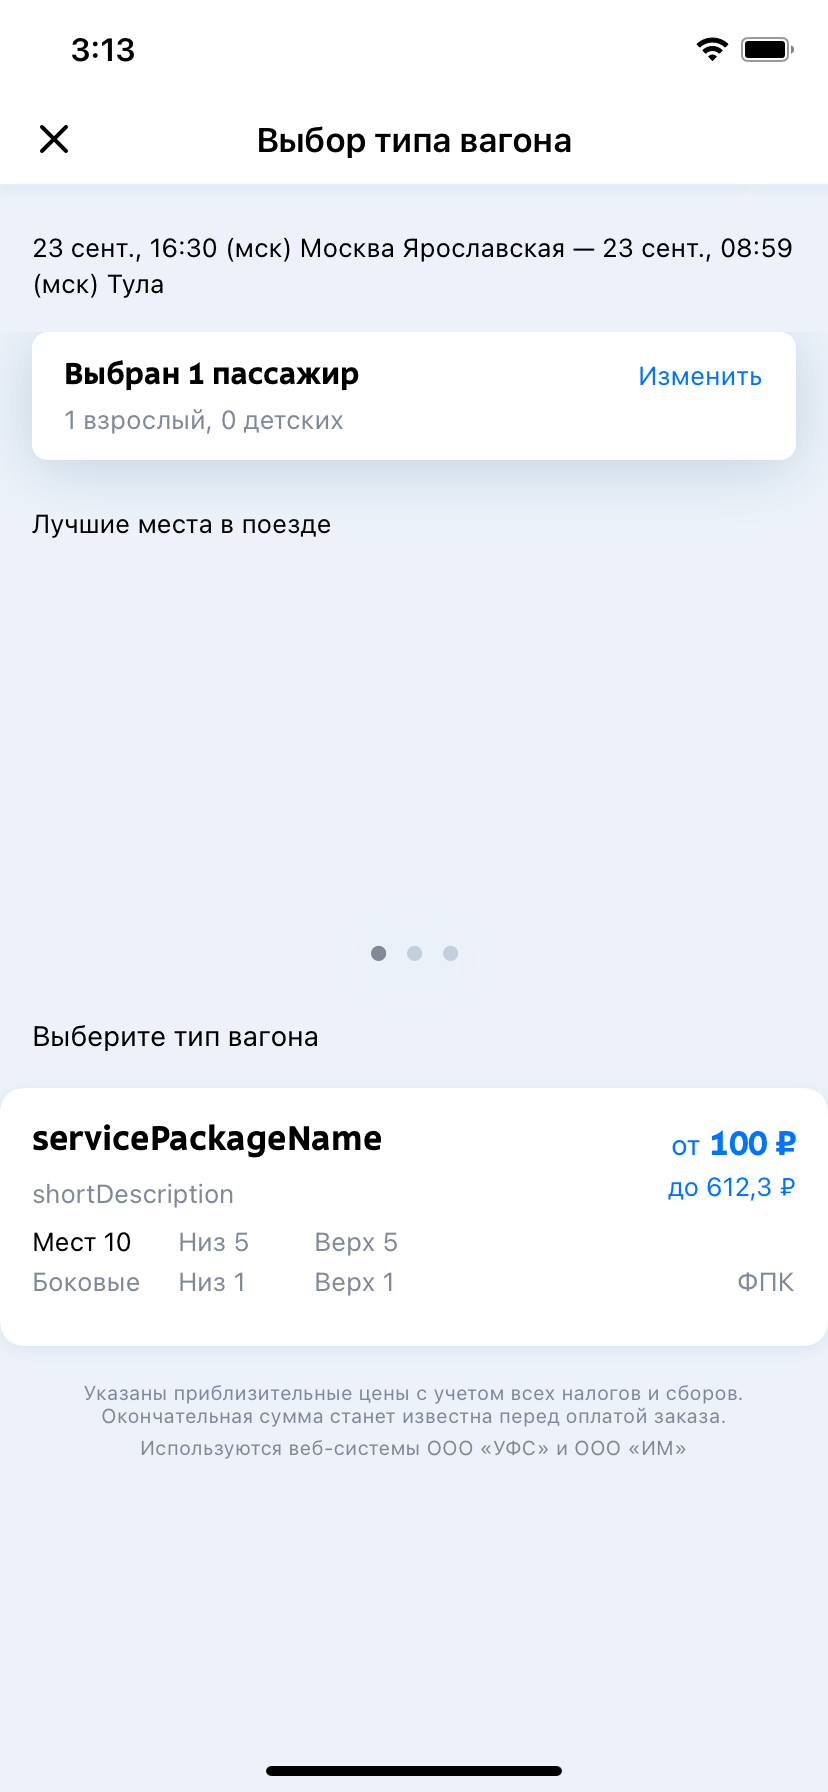 3:13
Выбор типа вагона
23 сент., 16:30 (мск) Москва Ярославская — 23 сент., 08:59
(мск) Тула
Выбран 1 пассажир
Изменить
1 взрослый, 0 детских
Лучшие места в поезде
Выберите тип вагона
servicePackageName
от 100 ₽
shortDescription
до 612,3 ₽
Мест 10 Низ 5 Верх 5
Боковые Низ 1 Верх 1 ФПК
Указаны приблизительные цены с учетом всех налогов и сборов.
Окончательная сумма станет известна перед оплатой заказа.
Используются веб-системы ООО «УФС» и ООО «ИМ»